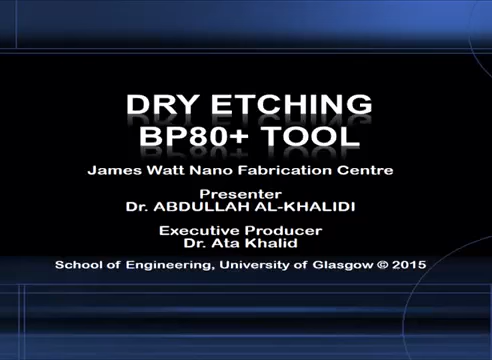 DRY ETCHING
BP80+ TOOL
James Watt Nano Fabrication Centre
Presenter
Dr. ABDULLAH AL-KHALIDI
Executive Producer
Dr. Ata Khalid
School of Engineering, University of Glasgow © 2015